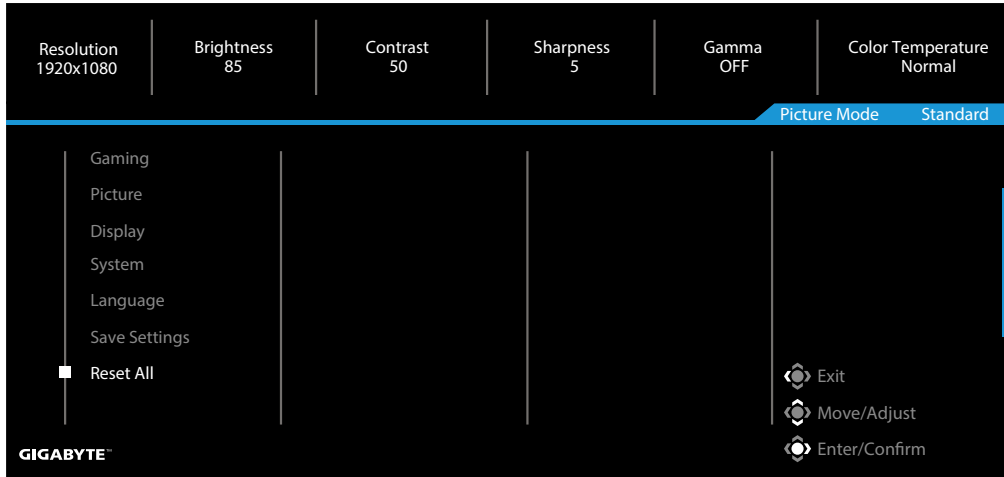 Resolution Brightness Contrast Sharpness Gamma Color Temperature
1920x1080 85 50 5 OFF Normal
Picture Mode Standard
Gaming
Picture
Display
System
Language
Save Settings
Reset All
Exit
Move/Adjust
Enter/Confirm
GIGABYTE™